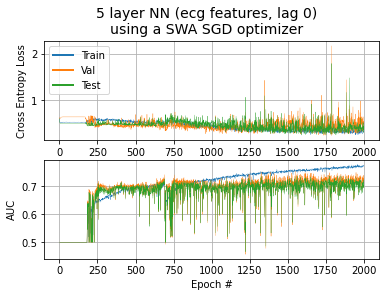 5 layer NN (ecg features, lag 0)
using a SWA SGD optimizer
Cross Entropy Loss
2
1
Train
Val
Test
0 250 500 750 1000 1250 1500 1750 2000
AUC
0.7
0.6
0.5
0 250 500 750 1000 1250 1500 1750 2000
Epoch #